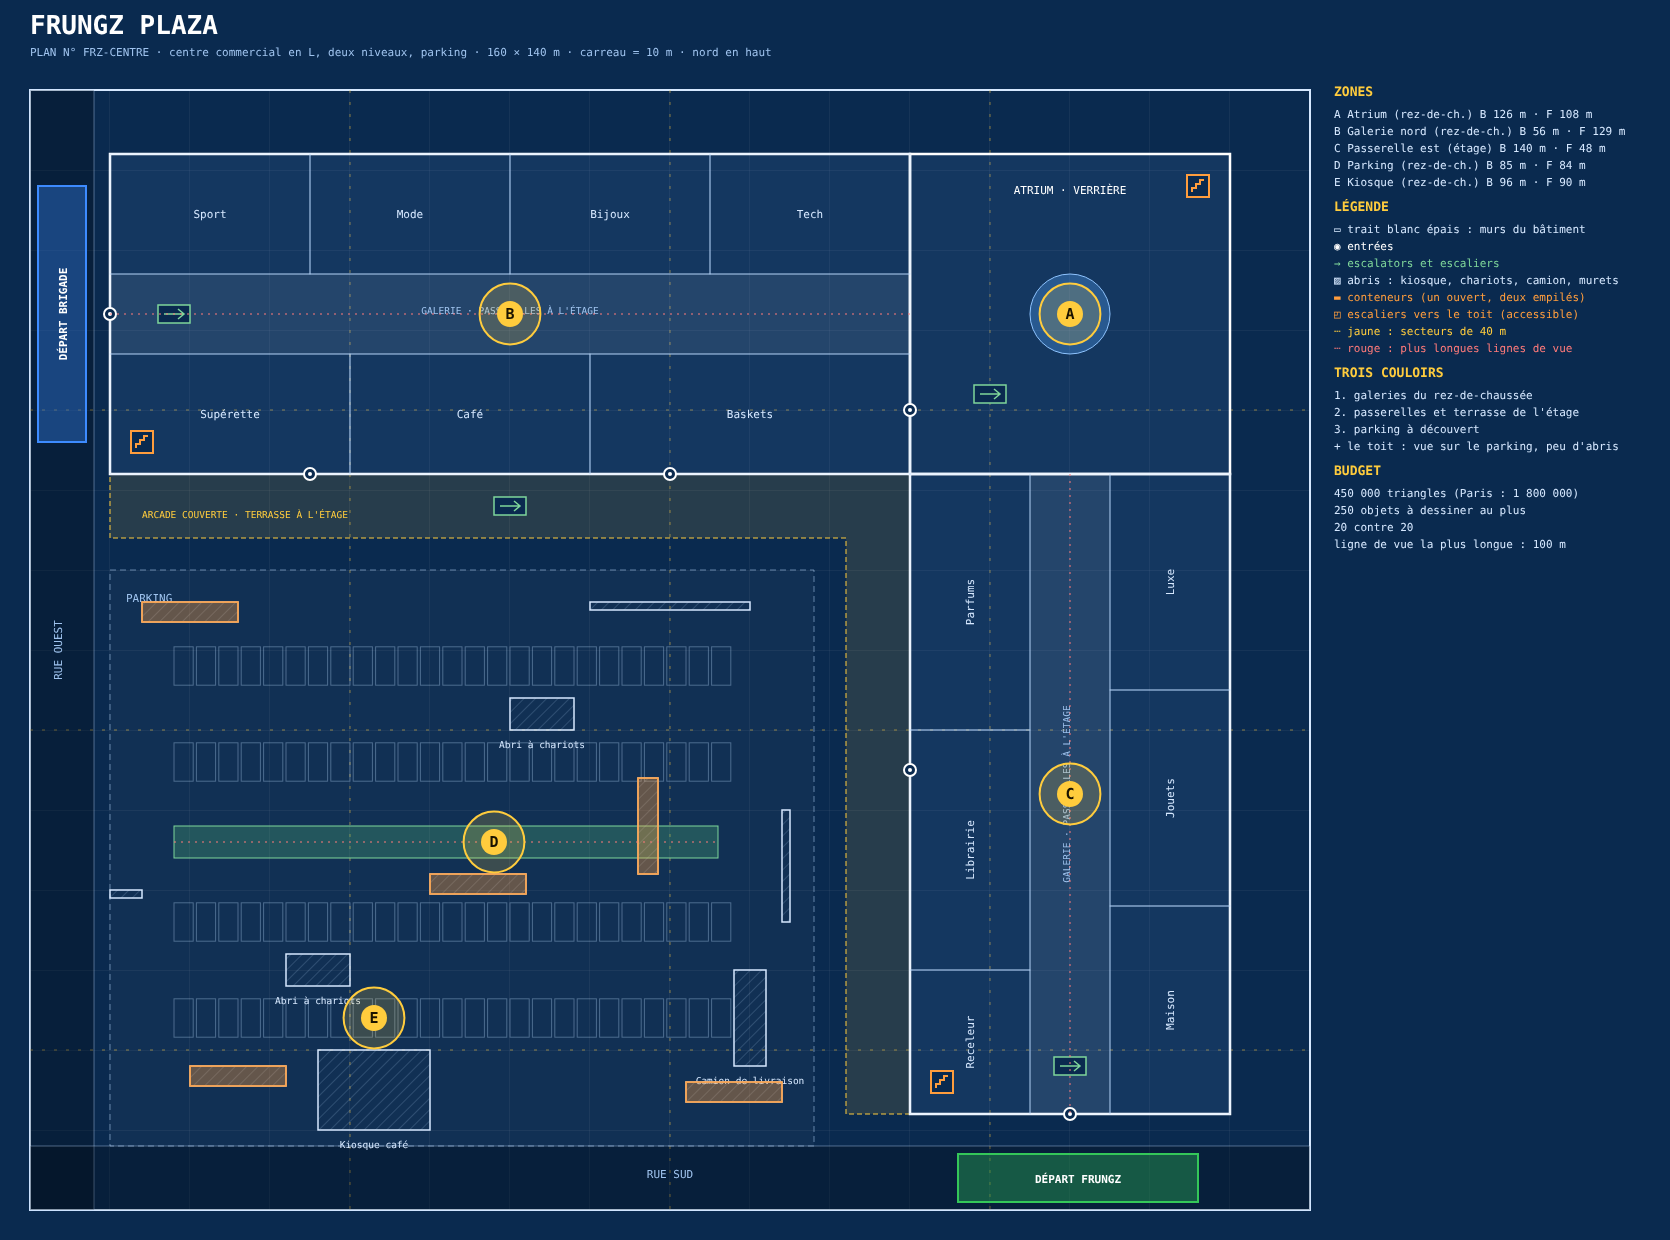 FRUNGZ PLAZA
PLAN N° FRZ-CENTRE · centre commercial en L, deux niveaux, parking · 160 × 140 m · carreau = 10 m · nord en haut
DÉPART BRIGADE
RUE OUEST
Sport
Mode
Bijoux
Tech
ATRIUM · VERRIÈRE
GALERIE · PAS
LES À L'ÉTAGE
B
A
Supérette
Café
Baskets
ARCADE COUVERTE · TERRASSE À L'ÉTAGE
PARKING
Abri à chariots
D
Abri à chariots
E
Kiosque café
Camion de livraison
Parfums
Librairie
Receleur
GALERIE · PAS
LES À L'ÉTAGE
C
Luxe
Jouets
Maison
RUE SUD
DÉPART FRUNGZ
ZONES
A Atrium (rez-de-ch.) B 126 m · F 108 m
B Galerie nord (rez-de-ch.) B 56 m · F 129 m
C Passerelle est (étage) B 140 m · F 48 m
D Parking (rez-de-ch.) B 85 m · F 84 m
E Kiosque (rez-de-ch.) B 96 m · F 90 m
LÉGENDE
▭ trait blanc épais : murs du bâtiment
◉ entrées
→ escalators et escaliers
▨ abris : kiosque, chariots, camion, murets
▬ conteneurs (un ouvert, deux empilés)
◰ escaliers vers le toit (accessible)
┄ jaune : secteurs de 40 m
┄ rouge : plus longues lignes de vue
TROIS COULOIRS
1. galeries du rez-de-chaussée
2. passerelles et terrasse de l'étage
3. parking à découvert
+ le toit : vue sur le parking, peu d'abris
BUDGET
450 000 triangles (Paris : 1 800 000)
250 objets à dessiner au plus
20 contre 20
ligne de vue la plus longue : 100 m